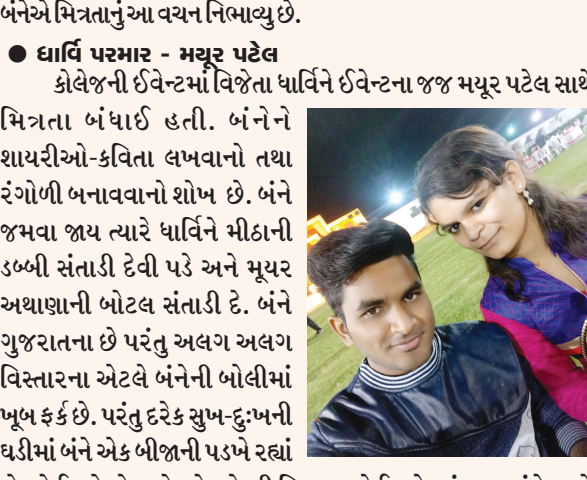 બંનેએ મિત્રતાનું આ વચન નિભાવ્યુ છે.
● ધાર્વિ પરમાર - મયૂર પટેલ
કોલેજની ઈવેન્ટમાં વિજેતા ધાર્વિને ઈવેન્ટના જજ મયૂર પટેલ સાથે
મિત્રતા બંધાઈ હતી. બંનેને
શાયરીઓ-કવિતા લખવાનો તથા
રંગોળી બનાવવાનો શોખ છે. બંને
જમવા જાય ત્યારે ધાર્વિને મીઠાની
ડબ્બી સંતાડી દેવી પડે અને મૂયર
અથાણાની બોટલ સંતાડી દે. બંને
ગુજરાતના છે પરંતુ અલગ અલગ
વિસ્તારના એટલે બંનેની બોલીમાં
ખૂબ ફર્ક છે. પરંતુ દરેક સુખ-દુઃખની
ઘડીમાં બંને એક બીજાની પડખે રહ્યાં